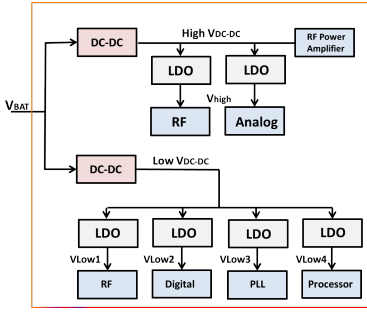 High VDC-DC
DC-DC
RF Power
Amplifier
LDO
LDO
VBAT
Vhigh
RF
Analog
Low VDC-DC
DC-DC
LDO
LDO
LDO
LDO
VLow1
VLow2
VLow3
VLow4
RF
Digital
PLL
Processor